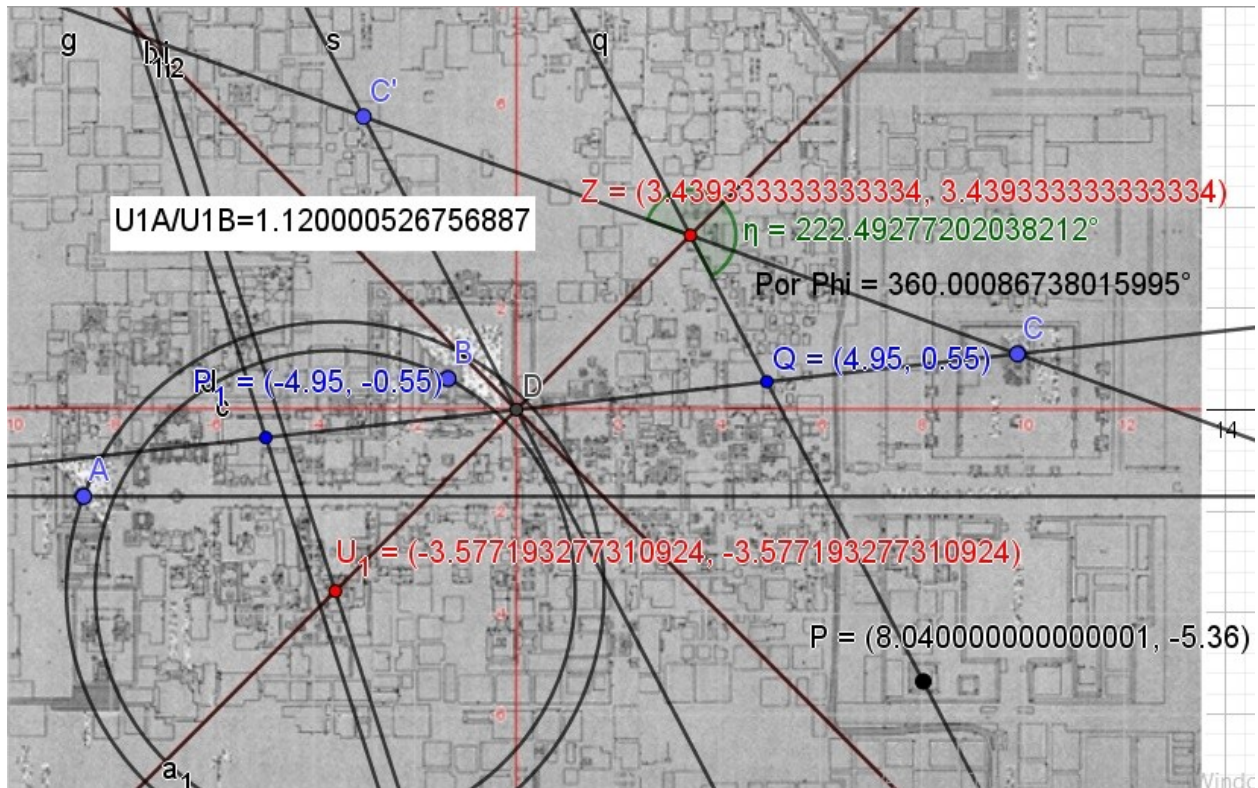 g
s
q
C'
Z = (3.439333333333334, 3.439333333333334)
U1A/U1B=1.120000526756887
η = 222.49277202038212°
Por Phi = 360.00086738015995°
C
B
Q = (4.95, 0.55)
P₁ = (-4.95, -0.55)
D
c
14
A
U₁ = (-3.577193277310924, -3.577193277310924)
P = (8.040000000000001, -5.36)
a₁